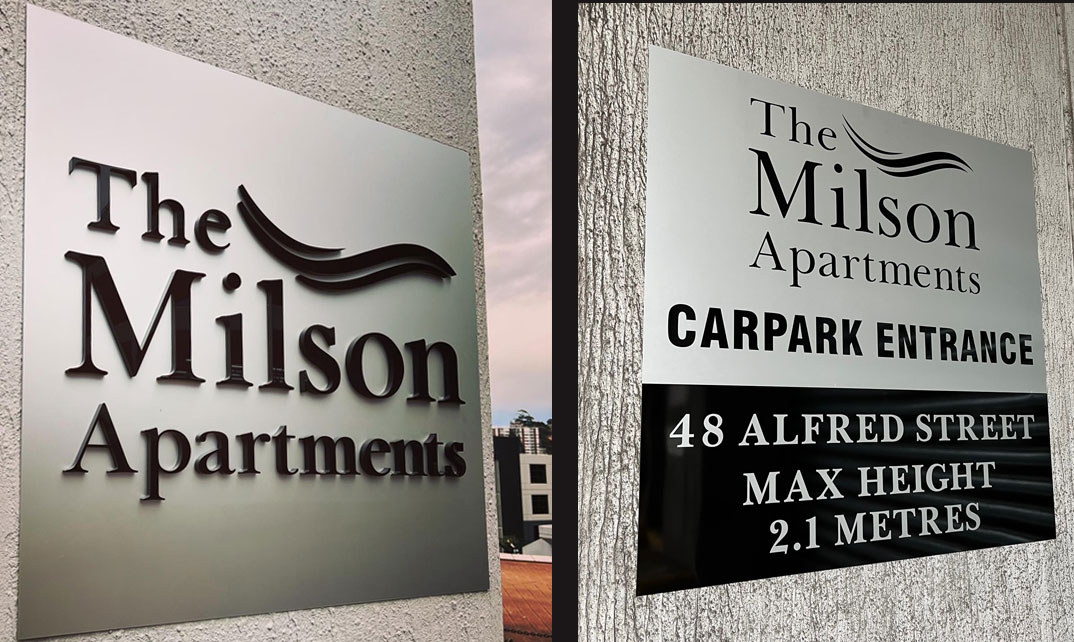 The
Milson
Apartments
The
Milson
Apartments
CARPARK ENTRANCE
48 ALFRED STREET
MAX HEIGHT
2.1 METRES